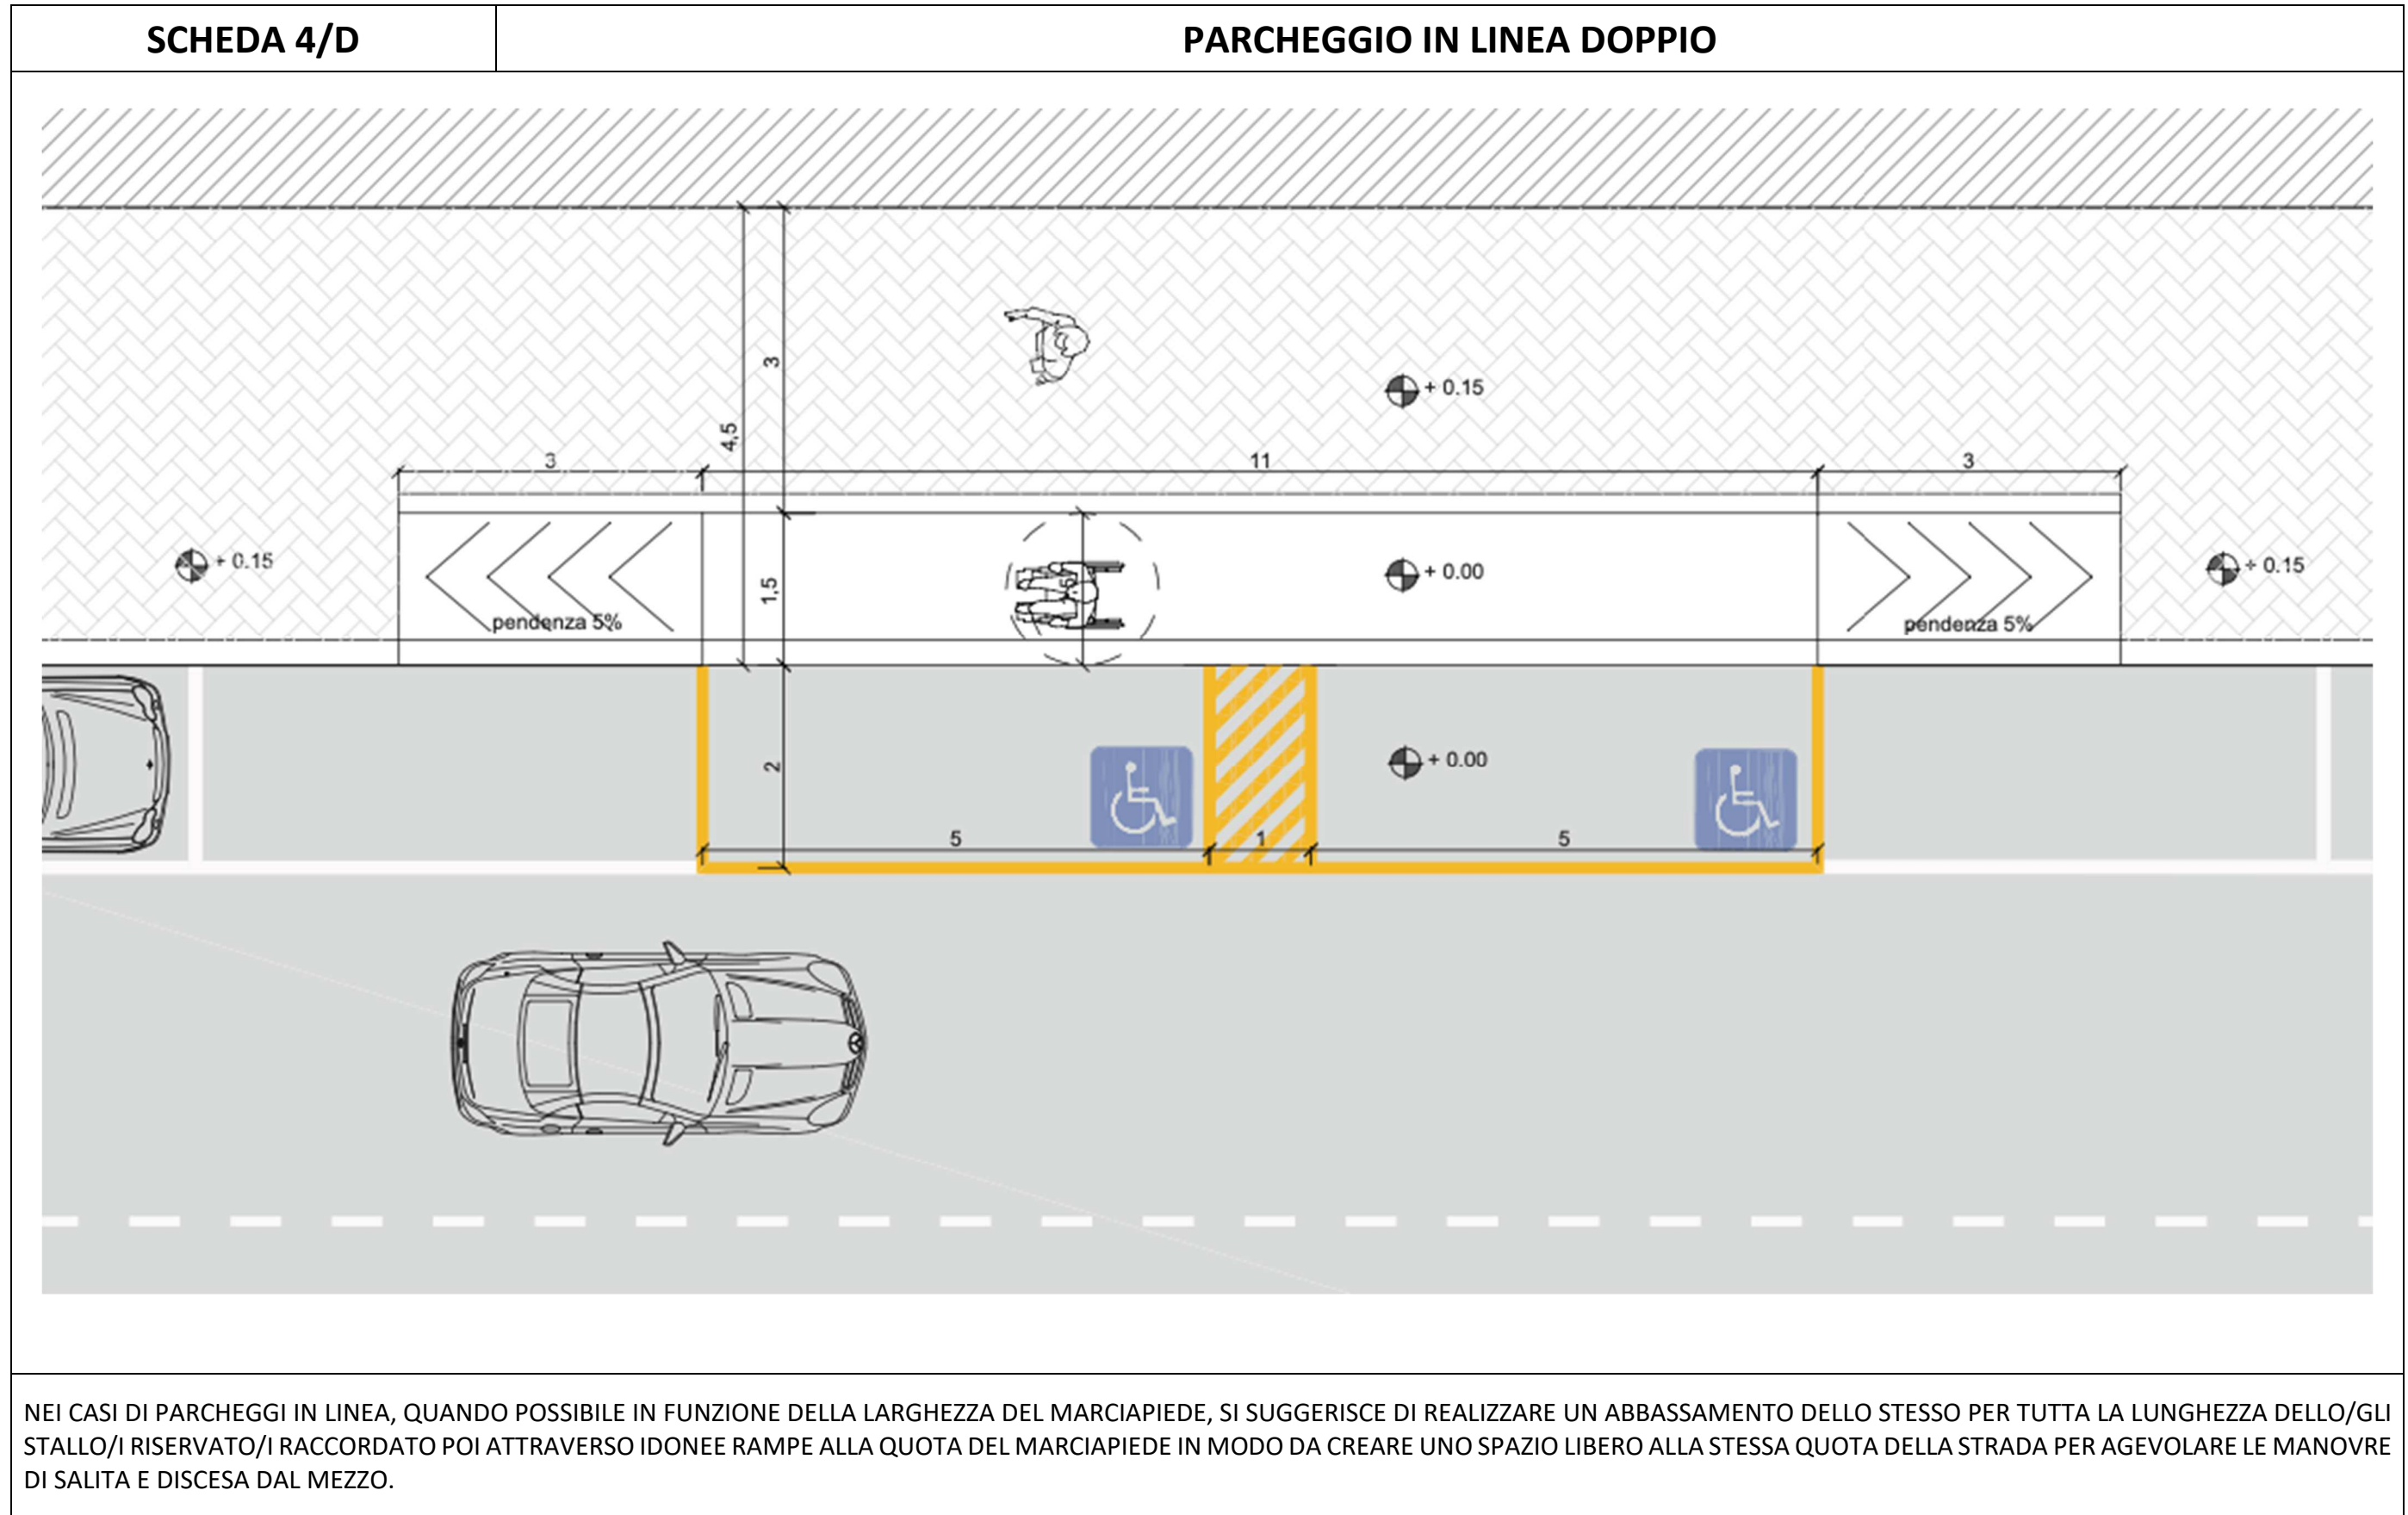 SCHEDA 4/D
PARCHEGGIO IN LINEA DOPPIO
3
+ 0.15
4,5
3
11
3
+ 0.15
1,5
+ 0.00
+ 0.15
pendenza 5%
pendenza 5%
2
+ 0.00
5
1
5
NEI CASI DI PARCHEGGI IN LINEA, QUANDO POSSIBILE IN FUNZIONE DELLA LARGHEZZA DEL MARCIAPIEDE, SI SUGGERISCE DI REALIZZARE UN ABBASSAMENTO DELLO STESSO PER TUTTA LA LUNGHEZZA DELLO/GLI
STALLO/I RISERVATO/I RACCORDATO POI ATTRAVERSO IDONEE RAMPE ALLA QUOTA DEL MARCIAPIEDE IN MODO DA CREARE UNO SPAZIO LIBERO ALLA STESSA QUOTA DELLA STRADA PER AGEVOLARE LE MANOVRE
DI SALITA E DISCESA DAL MEZZO.